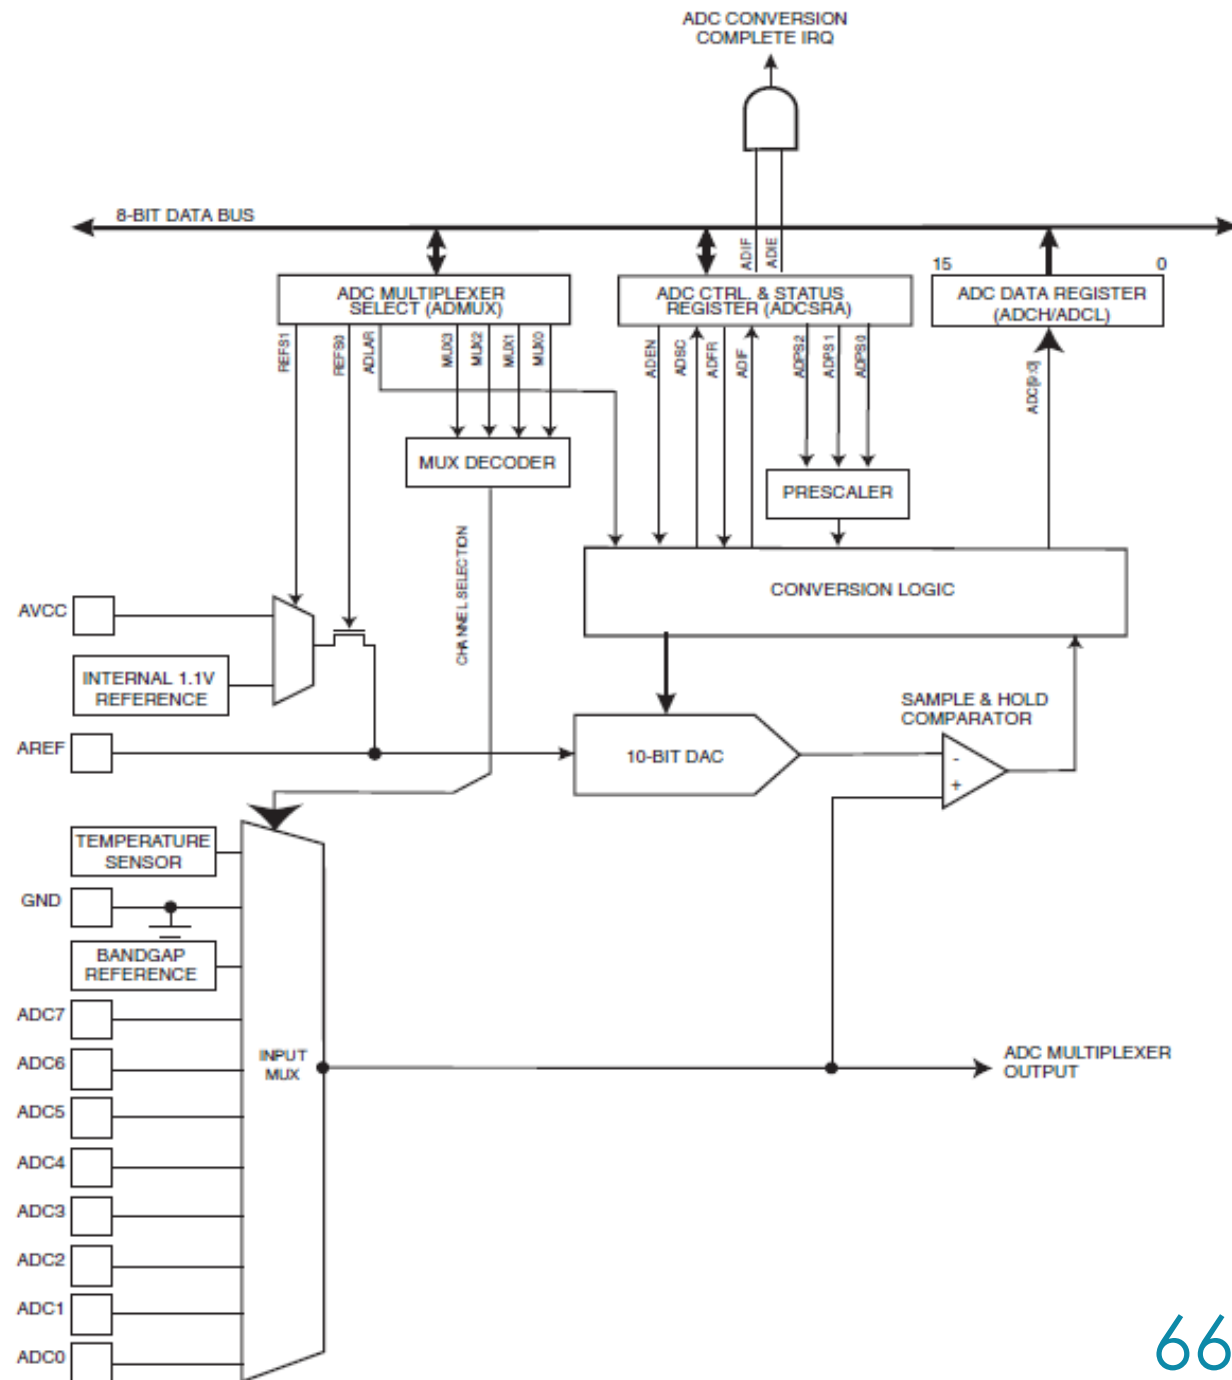 ADC CONVERSION
COMPLETE IRQ
8-BIT DATA BUS
ADIF
ADIE
15
0
ADC MULTIPLEXER
SELECT (ADMUX)
ADC CTRL. & STATUS
REGISTER (ADCSRA)
ADC DATA REGISTER
(ADCH/ADCL)
REFS1
REFS0
ADLAR
MUX3
MUX2
MUX1
MUX0
ADEN
ADSC
ADFR
ADIF
ADPS2
ADPS1
ADPS0
ADC[9:0]
MUX DECODER
PRESCALER
CHANNEL SELECTION
CONVERSION LOGIC
AVCC
INTERNAL 1.1V
REFERENCE
SAMPLE & HOLD
COMPARATOR
AREF
10-BIT DAC
-
+
TEMPERATURE
SENSOR
GND
BANDGAP
REFERENCE
ADC7
ADC6
ADC5
ADC4
ADC3
ADC2
ADC1
ADC0
INPUT
MUX
ADC MULTIPLEXER
OUTPUT
66